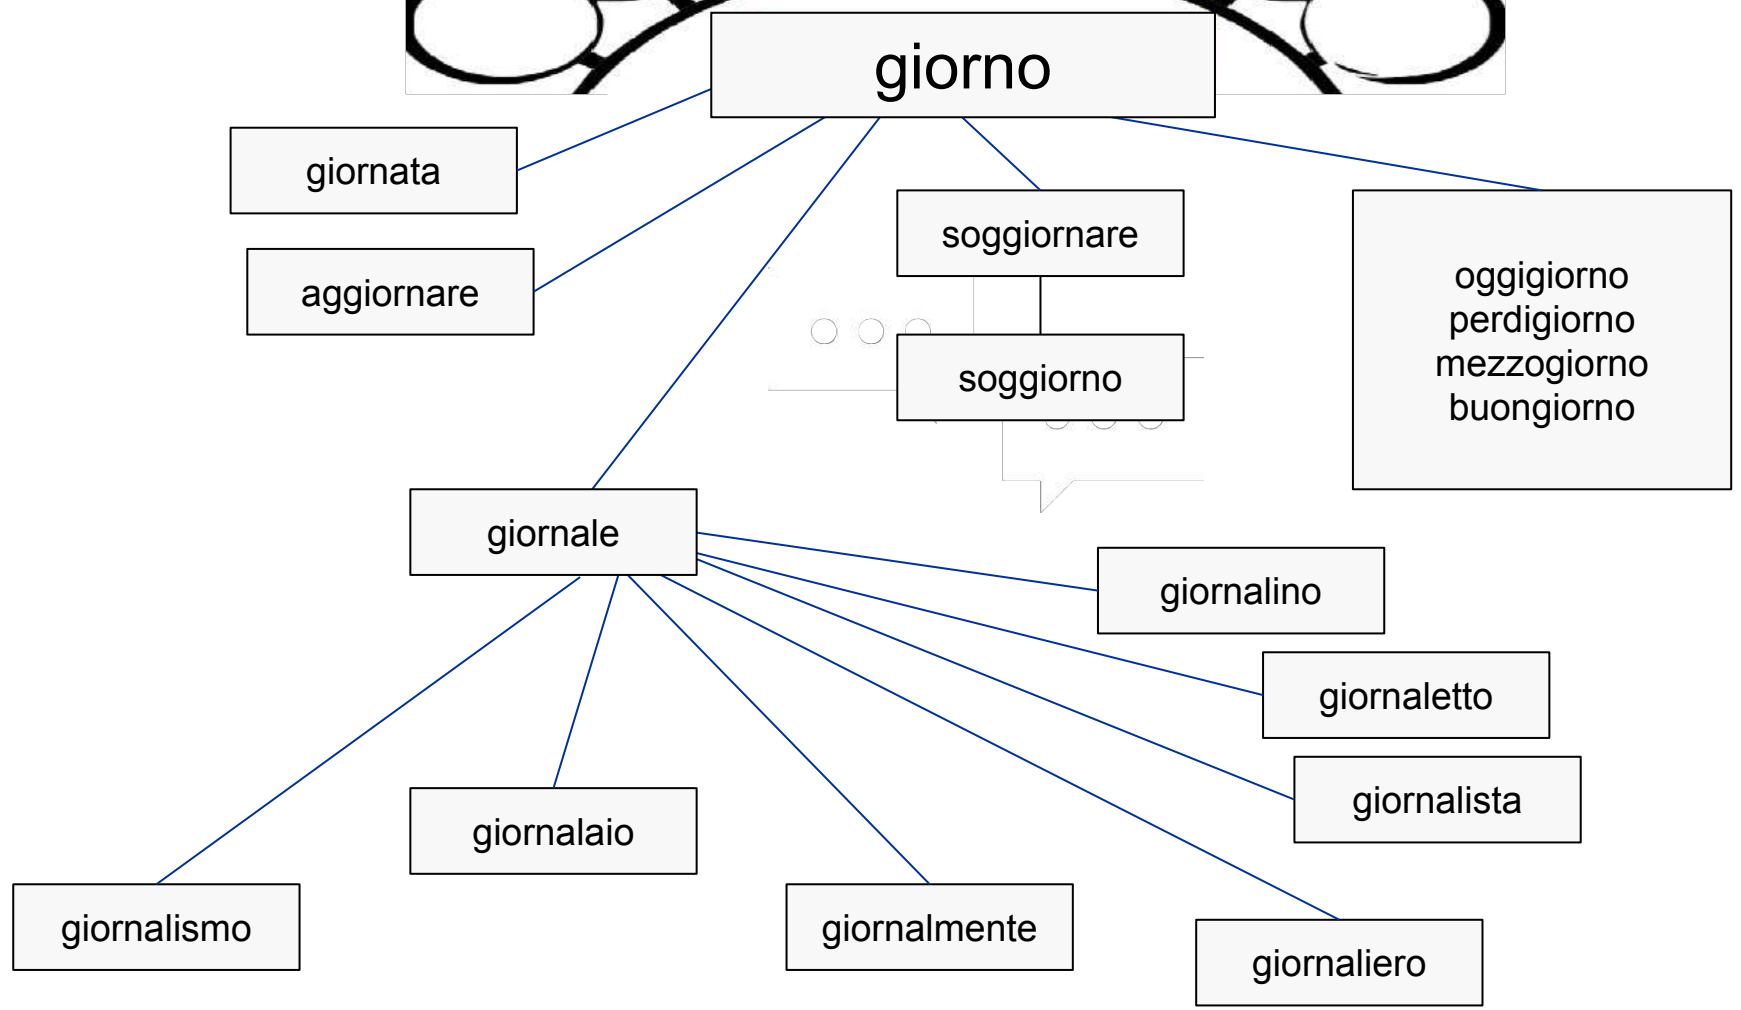 giorno
giornata
soggiornare
aggiornare
oggigiorno
perdigiorno
mezzogiorno
buongiorno
soggiorno
giornale
giornalino
giornaletto
giornalista
giornalaio
giornalismo
giornalmente
giornaliero